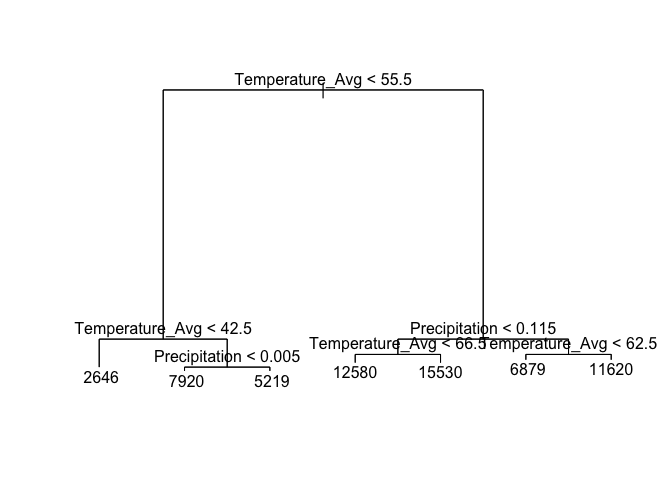 Temperature_Avg < 55.5
Temperature_Avg < 42.5
Precipitation < 0.115
Temperature_Avg < 66.5
Temperature_Avg < 62.5
Precipitation < 0.005
2646
7920
5219
12580
15530
6879
11620